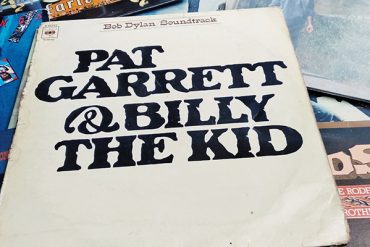 Bob Dylan Soundtrack
PAT
GARRETT
& BILLY
THE KID